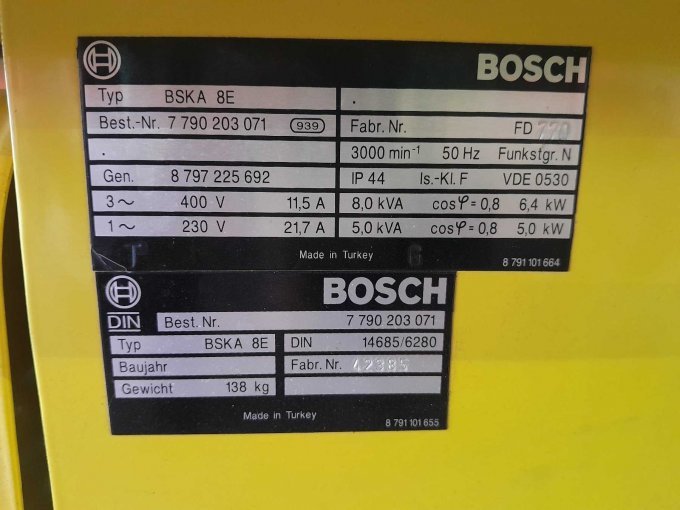 BOSCH
Typ BSKA 8E .
Best.-Nr. 7 790 203 071 939 Fabr. Nr. FD 770
. 3000 min⁻¹ 50 Hz Funkstgr. N
Gen. 8 797 225 692 IP 44 Is.-Kl. F VDE 0530
3~ 400 V 11,5 A 8,0 kVA cosφ = 0,8 6,4 kW
1~ 230 V 21,7 A 5,0 kVA cosφ = 0,8 5,0 kW
T Made in Turkey G 8 791 101 664
BOSCH
DIN Best. Nr. 7 790 203 071
Typ BSKA 8E DIN 14685/6280
Baujahr Fabr. Nr. 42385
Gewicht 138 kg
Made in Turkey 8 791 101 655